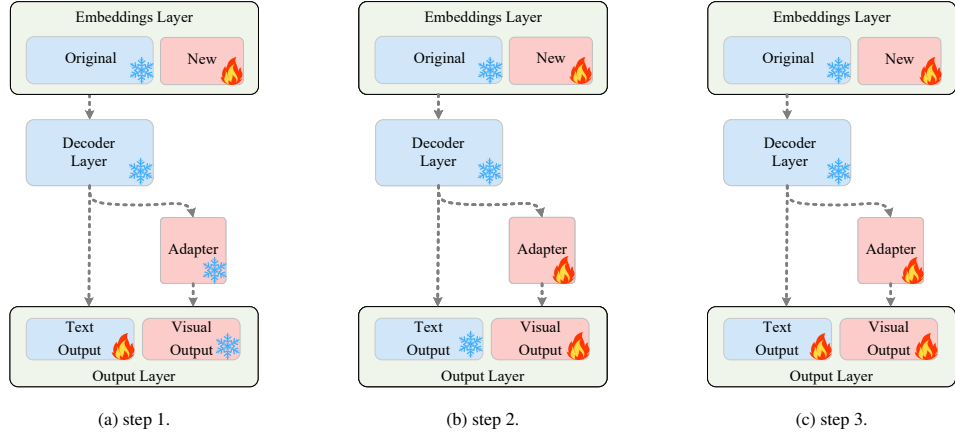 Embeddings Layer
Original
New
Decoder
Layer
Adapter
Text
Output
Visual
Output
Output Layer
(a) step 1.
Embeddings Layer
Original
New
Decoder
Layer
Adapter
Text
Output
Visual
Output
Output Layer
(b) step 2.
Embeddings Layer
Original
New
Decoder
Layer
Adapter
Text
Output
Visual
Output
Output Layer
(c) step 3.